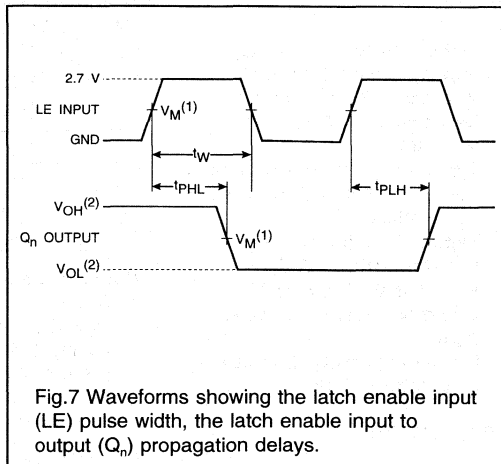 2.7 V
LE INPUT
V_M(1)
GND
t_W
t_PHL
t_PLH
V_OH(2)
Q_n OUTPUT
V_M(1)
V_OL(2)
Fig.7 Waveforms showing the latch enable input
(LE) pulse width, the latch enable input to
output (Q_n) propagation delays.